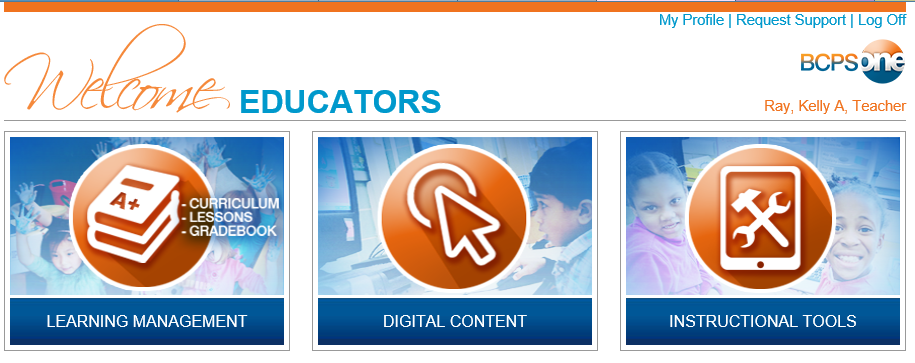 My Profile | Request Support | Log Off
BCPSone
Welcome EDUCATORS
Ray, Kelly A, Teacher
A+
- CURRICULUM
- LESSONS
- GRADEBOOK
LEARNING MANAGEMENT
DIGITAL CONTENT
INSTRUCTIONAL TOOLS